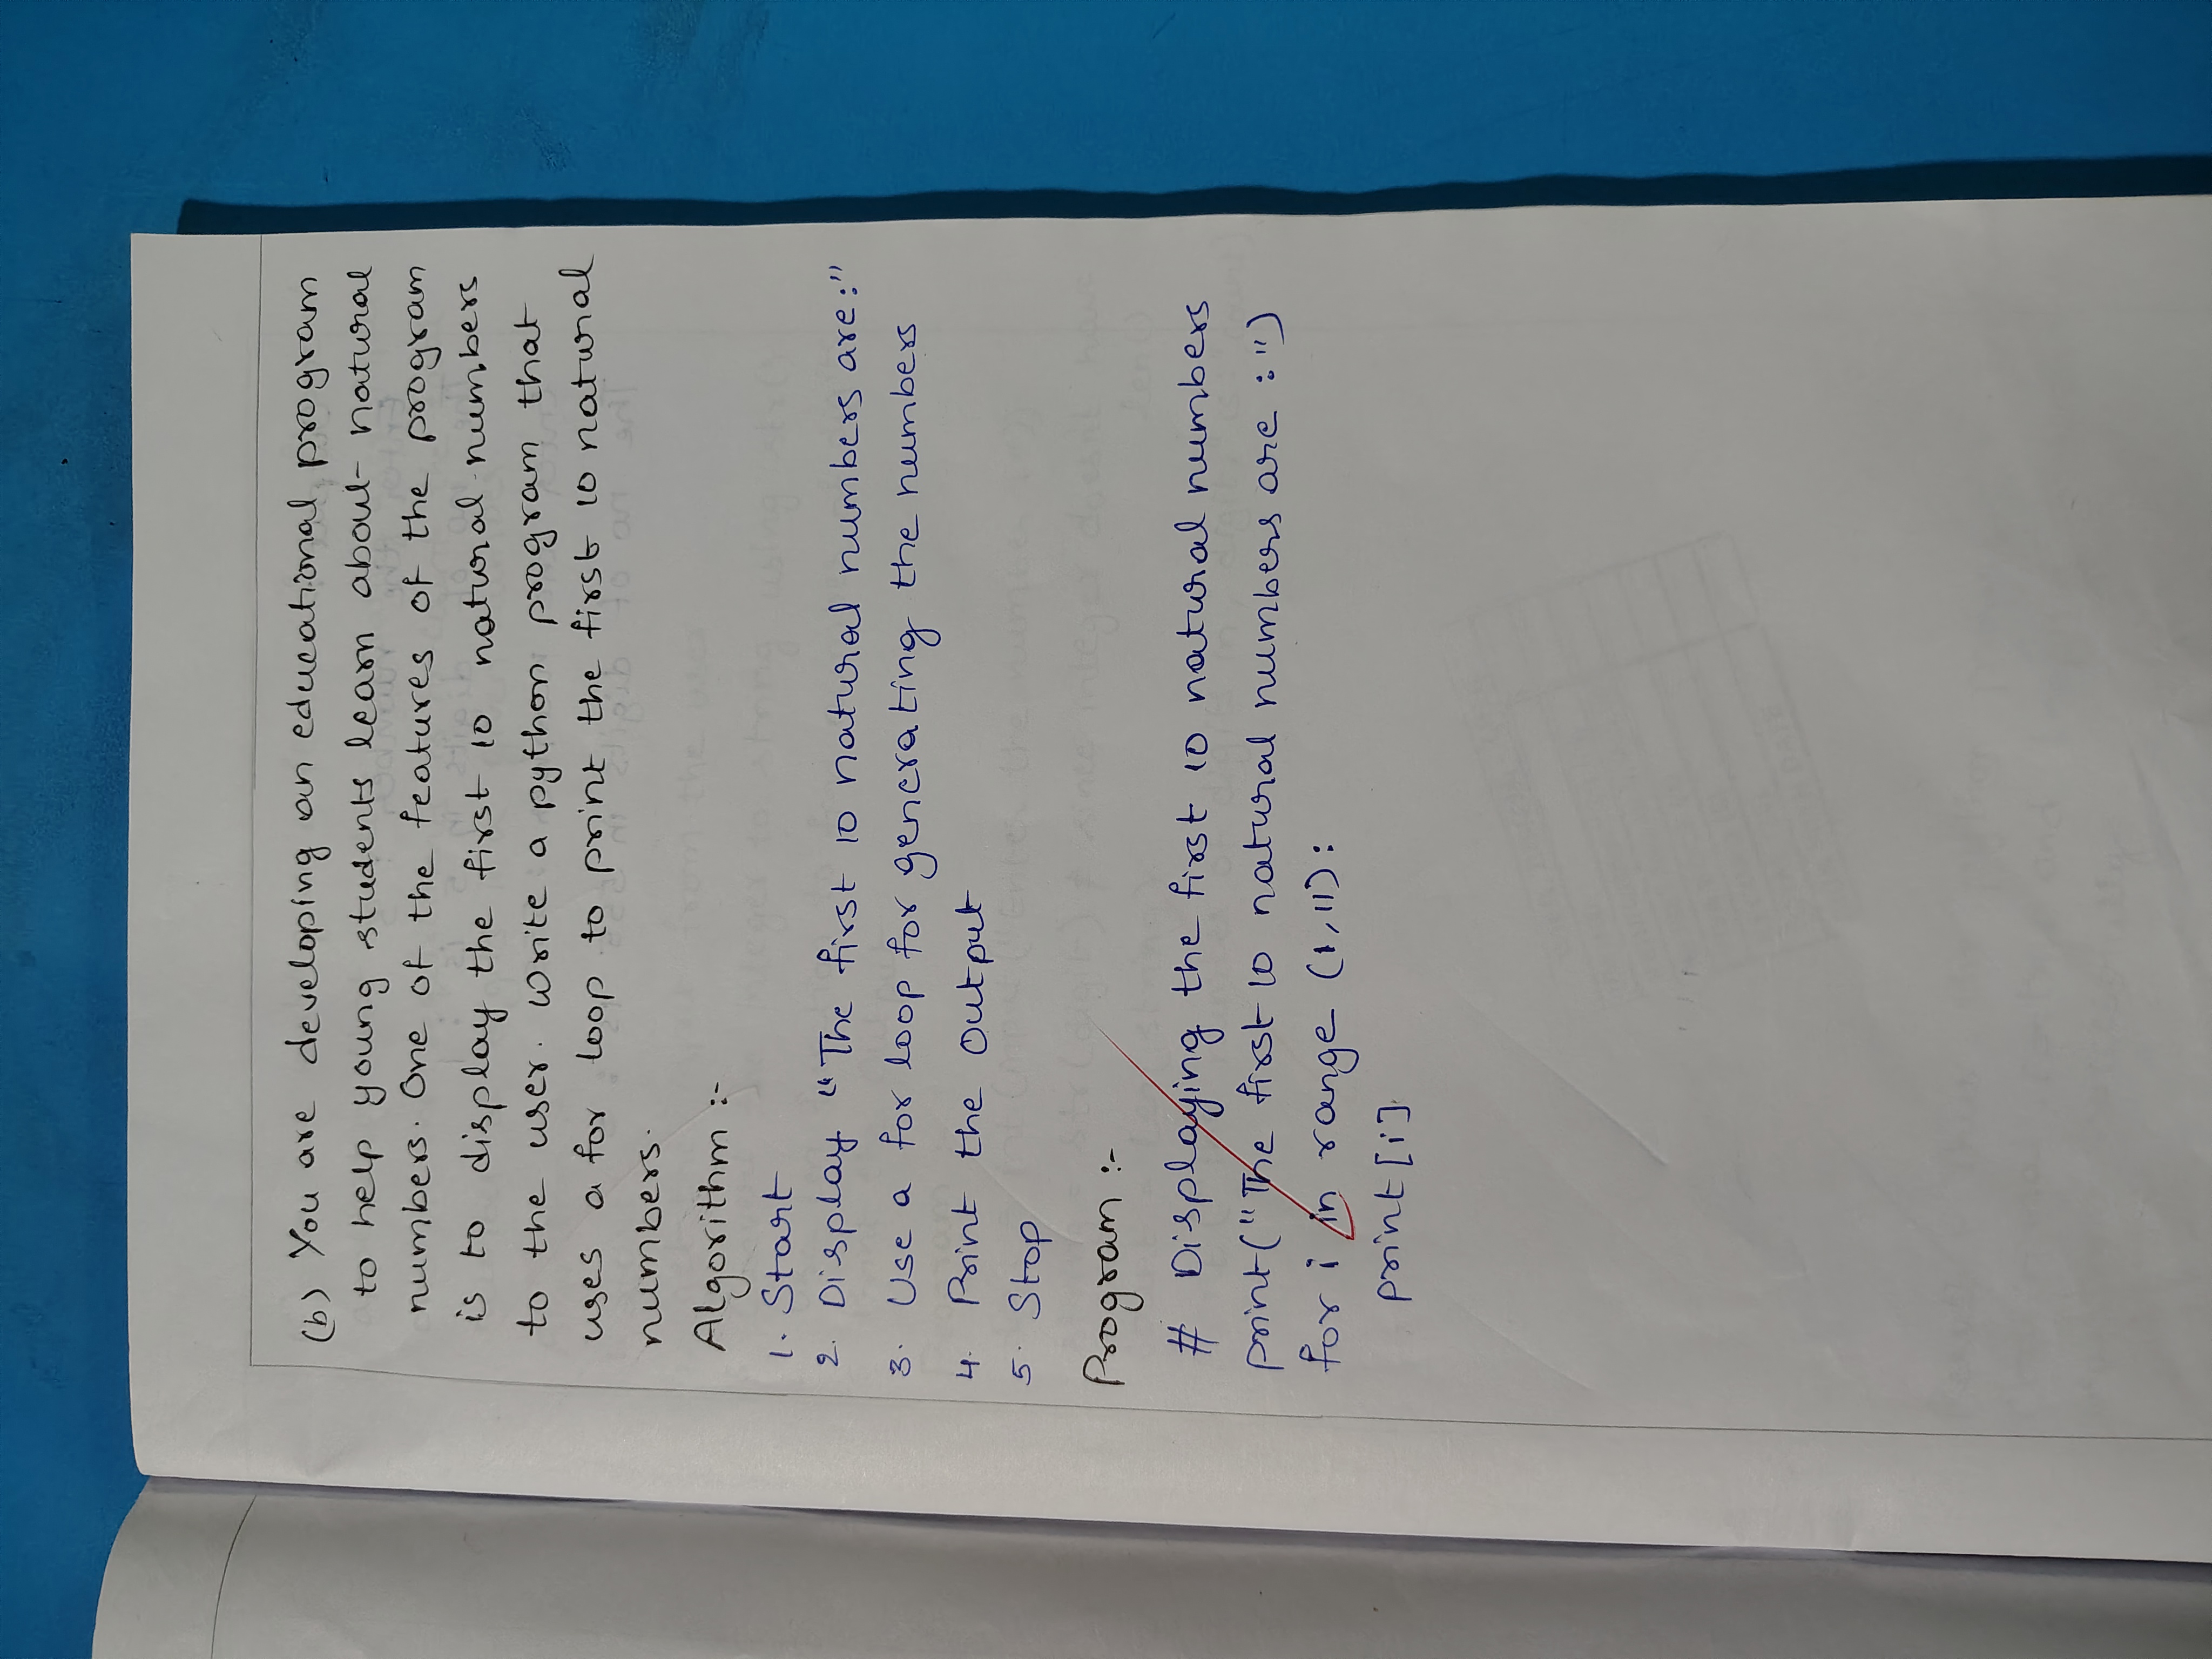 (b) You are developing an educational program
to help young students learn about natural
numbers. One of the features of the program
is to display the first 10 natural numbers
to the user. Write a python program that
uses a for loop to print the first 10 natural
numbers.
Algorithm :-
1. Start
2. Display "The first 10 natural numbers are:"
3. Use a for loop for generating the numbers
4. Print the output
5. Stop
Program :-
# Displaying the first 10 natural numbers
print("The first 10 natural numbers are :")
for i in range (1,11):
print[i]